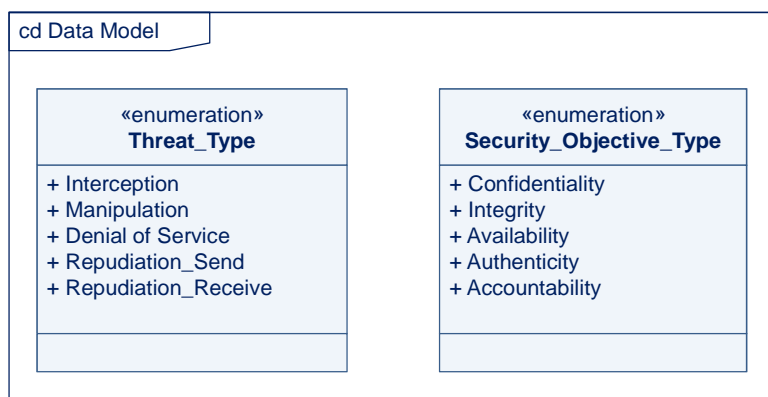 cd Data Model
«enumeration»
Threat_Type
+ Interception
+ Manipulation
+ Denial of Service
+ Repudiation_Send
+ Repudiation_Receive
«enumeration»
Security_Objective_Type
+ Confidentiality
+ Integrity
+ Availability
+ Authenticity
+ Accountability